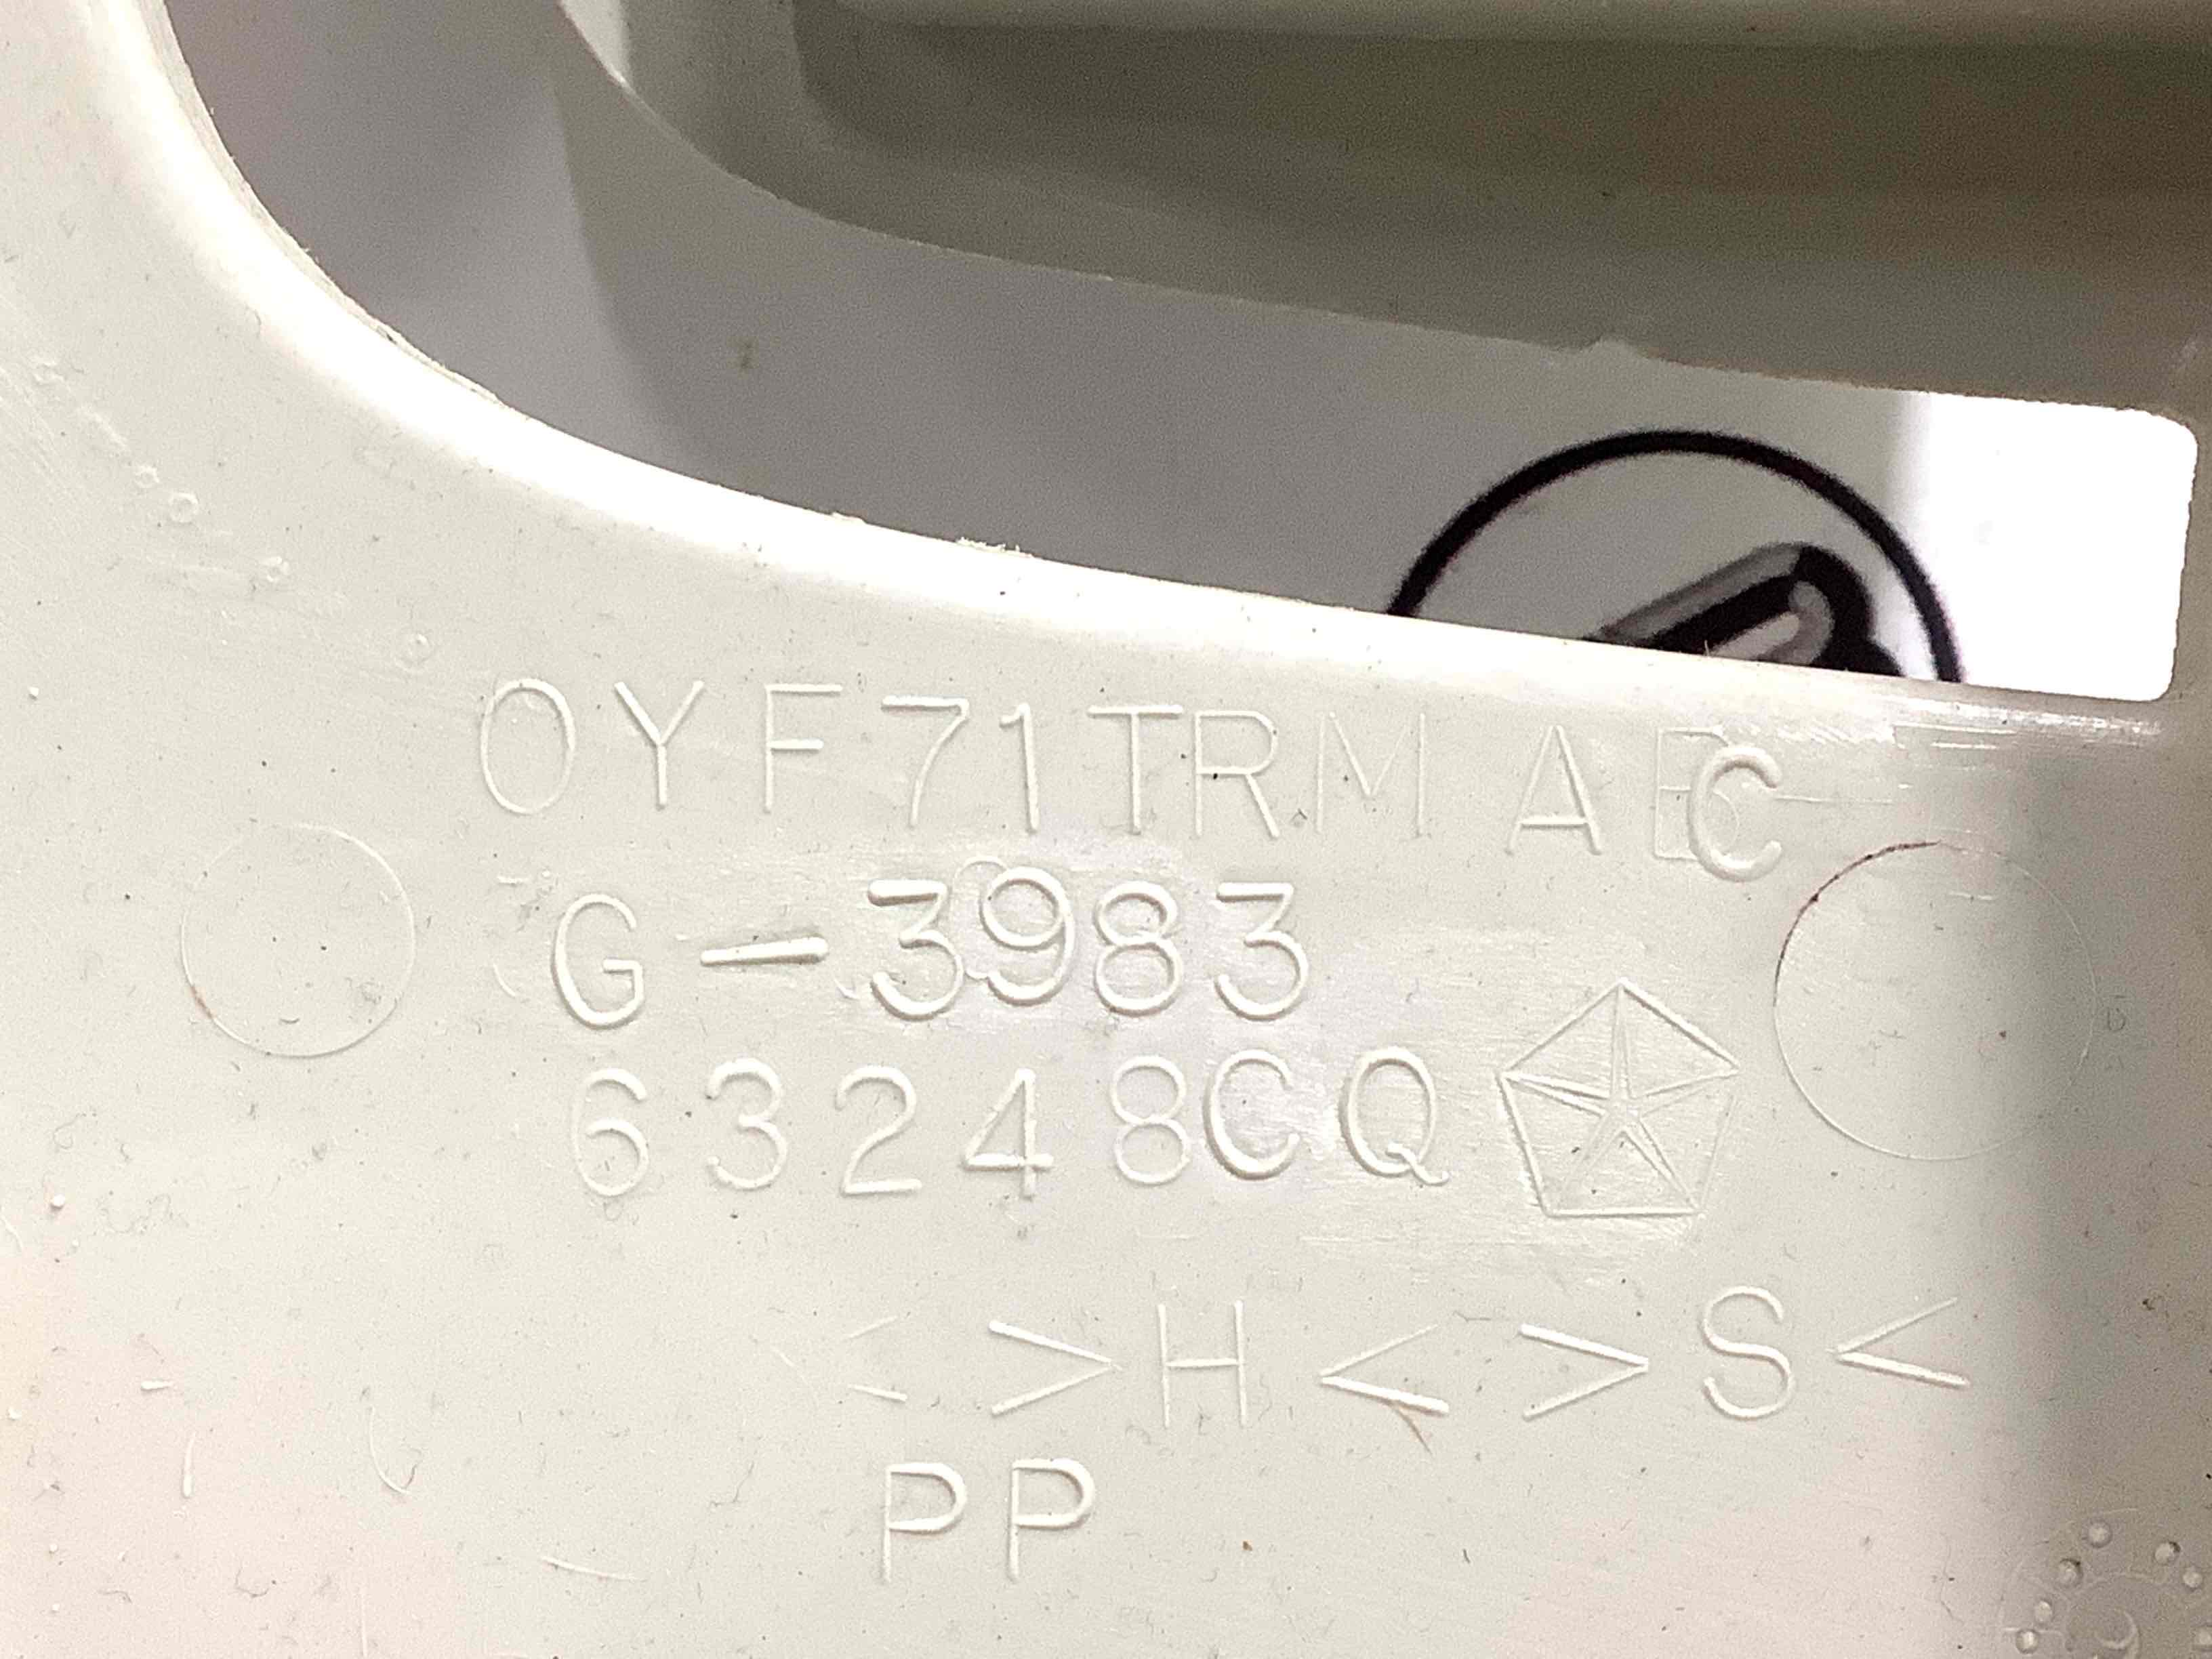 0YF71TRM AC
G-3983
63248CQ
>H< >S<
PP